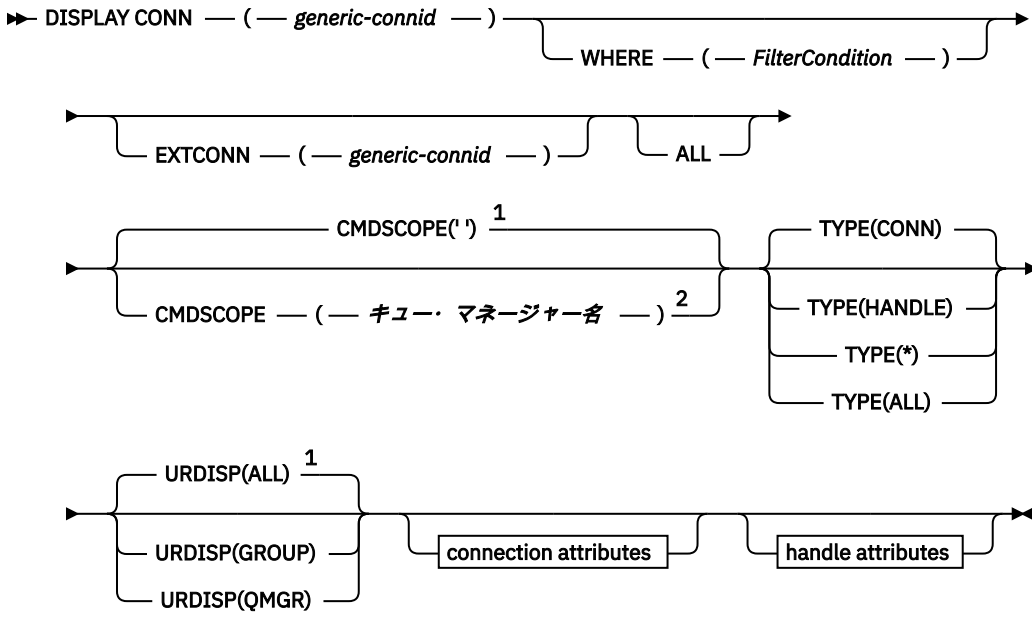 DISPLAY CONN ( generic-connid )
WHERE ( FilterCondition )
EXTCONN ( generic-connid )
ALL
CMDSCOPE(' ') 1
CMDSCOPE ( キュー・マネージャー名 ) 2
TYPE(CONN)
TYPE(HANDLE)
TYPE(*)
TYPE(ALL)
URDISP(ALL) 1
URDISP(GROUP)
URDISP(QMGR)
connection attributes
handle attributes